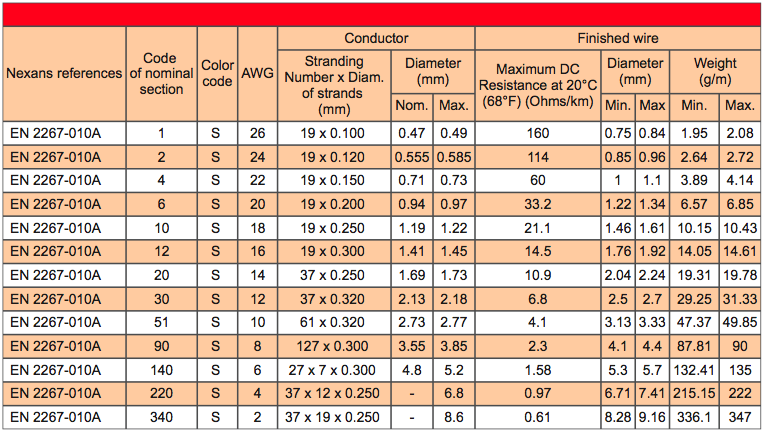 Conductor Finished wire
Nexans references Code of nominal section Color code AWG Stranding Number x Diam. of strands (mm) Diameter (mm) Maximum DC Resistance at 20°C (68°F) (Ohms/km) Diameter (mm) Weight (g/m)
Nom. Max. Min. Max Min. Max.
EN 2267-010A 1 S 26 19 x 0.100 0.47 0.49 160 0.75 0.84 1.95 2.08
EN 2267-010A 2 S 24 19 x 0.120 0.555 0.585 114 0.85 0.96 2.64 2.72
EN 2267-010A 4 S 22 19 x 0.150 0.71 0.73 60 1 1.1 3.89 4.14
EN 2267-010A 6 S 20 19 x 0.200 0.94 0.97 33.2 1.22 1.34 6.57 6.85
EN 2267-010A 10 S 18 19 x 0.250 1.19 1.22 21.1 1.46 1.61 10.15 10.43
EN 2267-010A 12 S 16 19 x 0.300 1.41 1.45 14.5 1.76 1.92 14.05 14.61
EN 2267-010A 20 S 14 37 x 0.250 1.69 1.73 10.9 2.04 2.24 19.31 19.78
EN 2267-010A 30 S 12 37 x 0.320 2.13 2.18 6.8 2.5 2.7 29.25 31.33
EN 2267-010A 51 S 10 61 x 0.320 2.73 2.77 4.1 3.13 3.33 47.37 49.85
EN 2267-010A 90 S 8 127 x 0.300 3.55 3.85 2.3 4.1 4.4 87.81 90
EN 2267-010A 140 S 6 27 x 7 x 0.300 4.8 5.2 1.58 5.3 5.7 132.41 135
EN 2267-010A 220 S 4 37 x 12 x 0.250 - 6.8 0.97 6.71 7.41 215.15 222
EN 2267-010A 340 S 2 37 x 19 x 0.250 - 8.6 0.61 8.28 9.16 336.1 347